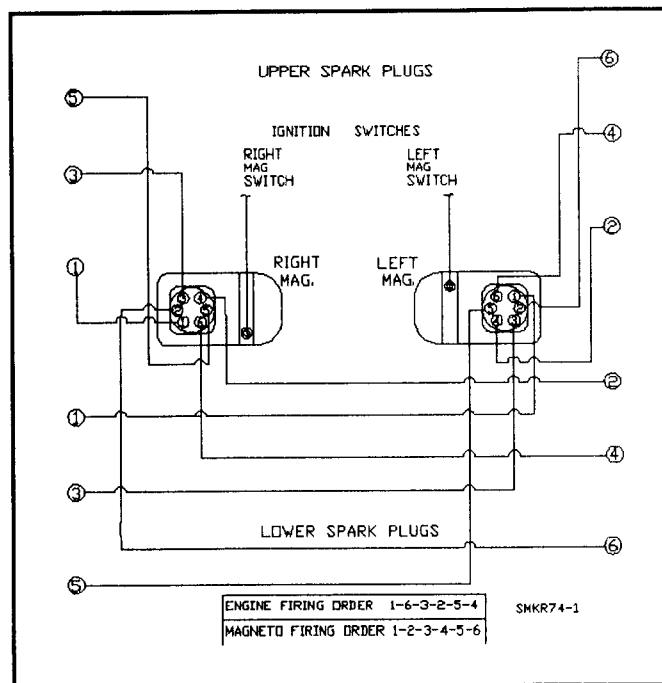 UPPER SPARK PLUGS
⑥
⑤
④
IGNITION SWITCHES
RIGHT
MAG
SWITCH
LEFT
MAG
SWITCH
③
②
①
RIGHT
MAG.
LEFT
MAG.
②
①
④
③
LOWER SPARK PLUGS
⑥
⑤
ENGINE FIRING ORDER 1-6-3-2-5-4
SMKR74-1
MAGNETO FIRING ORDER 1-2-3-4-5-6